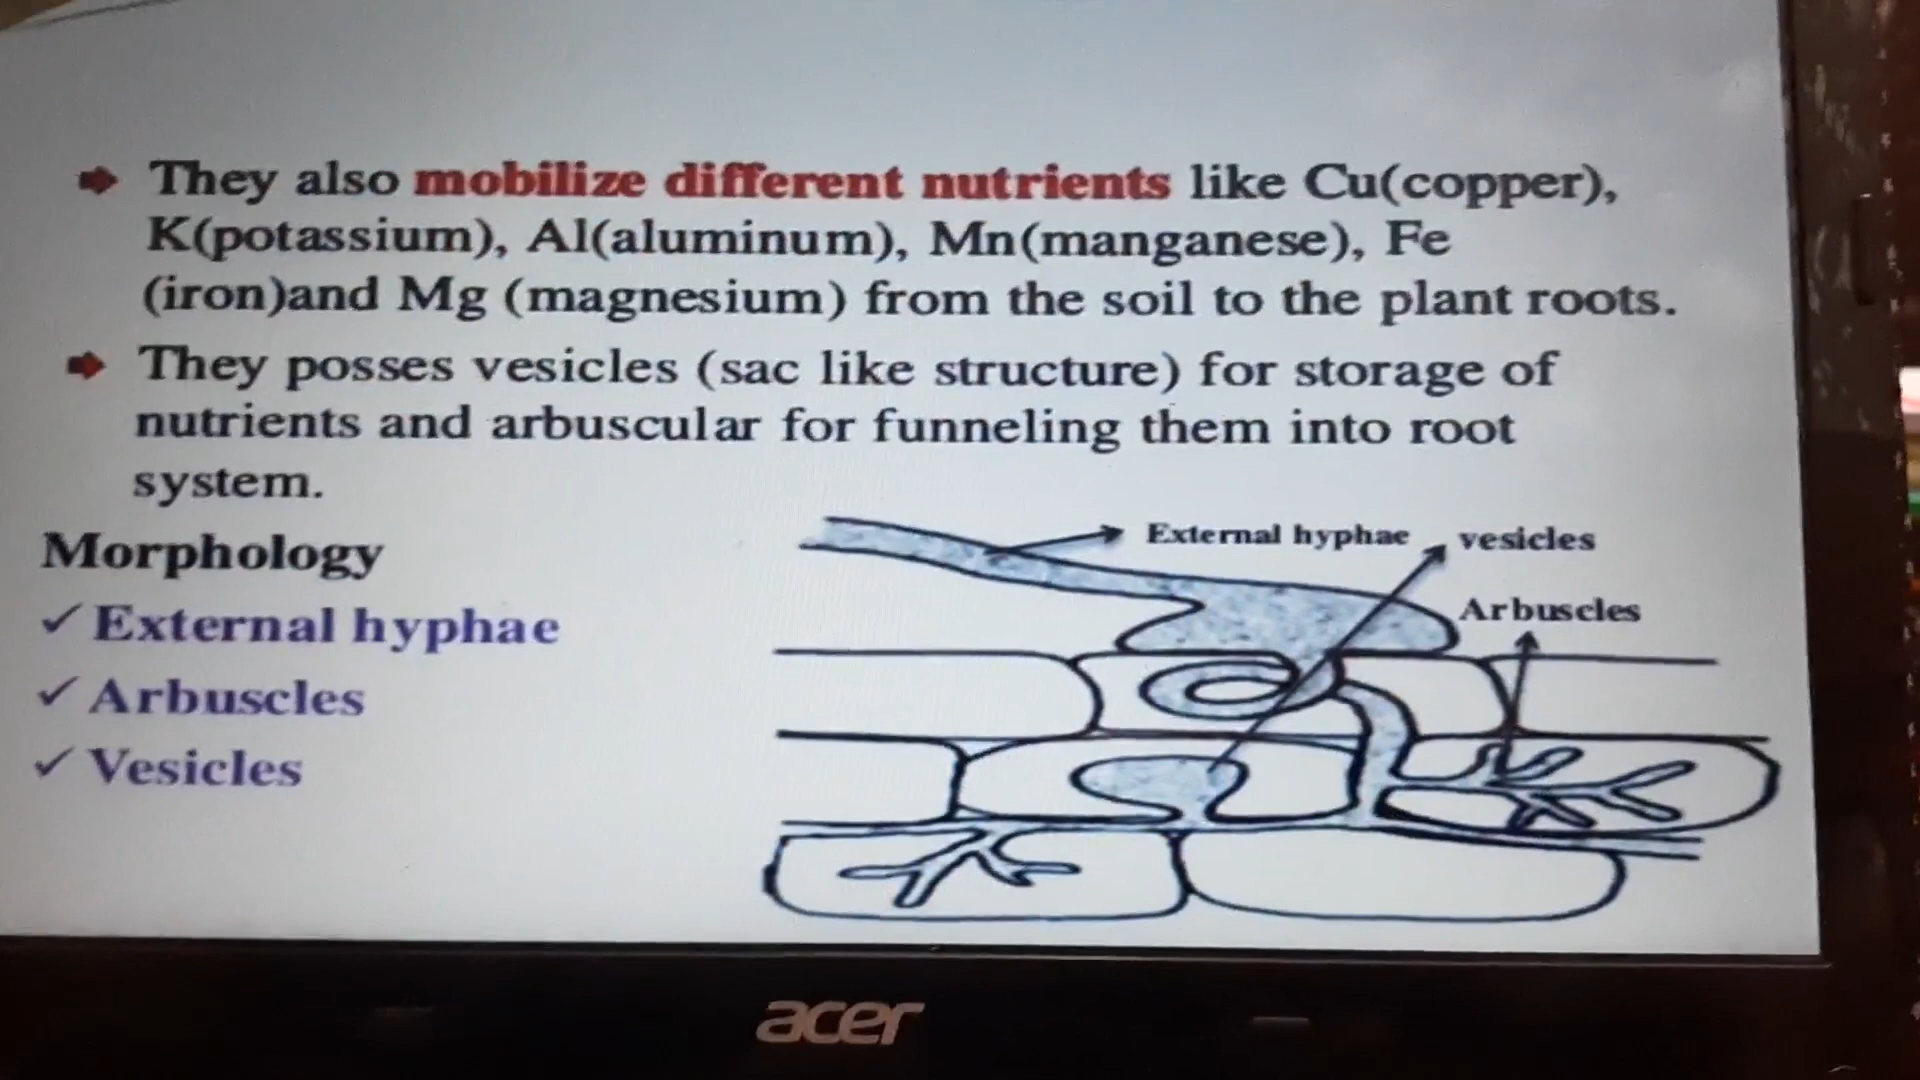 They also mobilize different nutrients like Cu(copper),
K(potassium), Al(aluminum), Mn(manganese), Fe
(iron)and Mg (magnesium) from the soil to the plant roots.
They posses vesicles (sac like structure) for storage of
nutrients and arbuscular for funneling them into root
system.
Morphology
✓ External hyphae
✓ Arbuscles
✓ Vesicles
External hyphae
vesicles
Arbuscles
acer